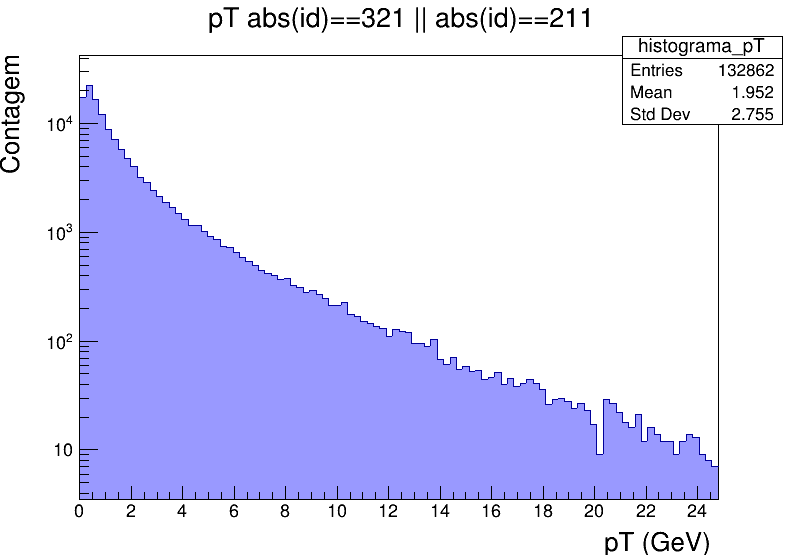 pT abs(id)==321 || abs(id)==211
histograma_pT
Entries 132862
Mean 1.952
Std Dev 2.755
Contagem
10⁴
10³
10²
10
0 2 4 6 8 10 12 14 16 18 20 22 24
pT (GeV)